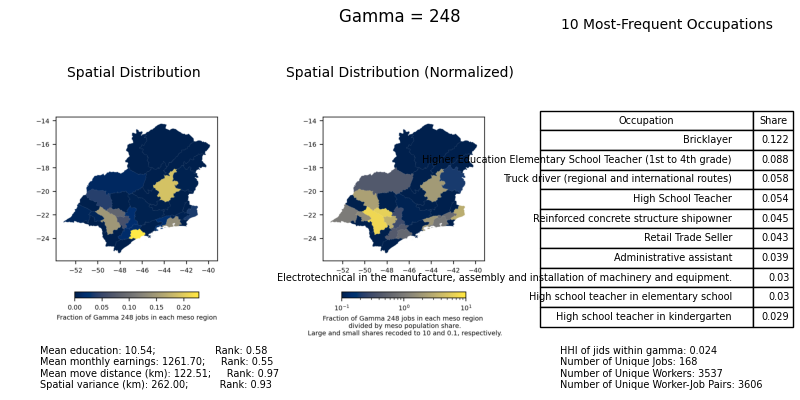 Gamma = 248
10 Most-Frequent Occupations
Spatial Distribution
Spatial Distribution (Normalized)
−14
−16
−18
−20
−22
−24
−52 −50 −48 −46 −44 −42 −40
0.00 0.05 0.10 0.15 0.20
Fraction of Gamma 248 jobs in each meso region
−14
−16
−18
−20
−22
−24
−52 −50 −48 −46 −44 −42 −40
10⁻¹ 10⁰ 10¹
Fraction of Gamma 248 jobs in each meso region
divided by meso population share.
Large and small shares recoded to 10 and 0.1, respectively.
Occupation Share
Bricklayer 0.122
Higher Education Elementary School Teacher (1st to 4th grade) 0.088
Truck driver (regional and international routes) 0.058
High School Teacher 0.054
Reinforced concrete structure shipowner 0.045
Retail Trade Seller 0.043
Administrative assistant 0.039
Electrotechnical in the manufacture, assembly and installation of machinery and equipment. 0.03
High school teacher in elementary school 0.03
High school teacher in kindergarten 0.029
Mean education: 10.54; Rank: 0.58
Mean monthly earnings: 1261.70; Rank: 0.55
Mean move distance (km): 122.51; Rank: 0.97
Spatial variance (km): 262.00; Rank: 0.93
HHI of jids within gamma: 0.024
Number of Unique Jobs: 168
Number of Unique Workers: 3537
Number of Unique Worker-Job Pairs: 3606